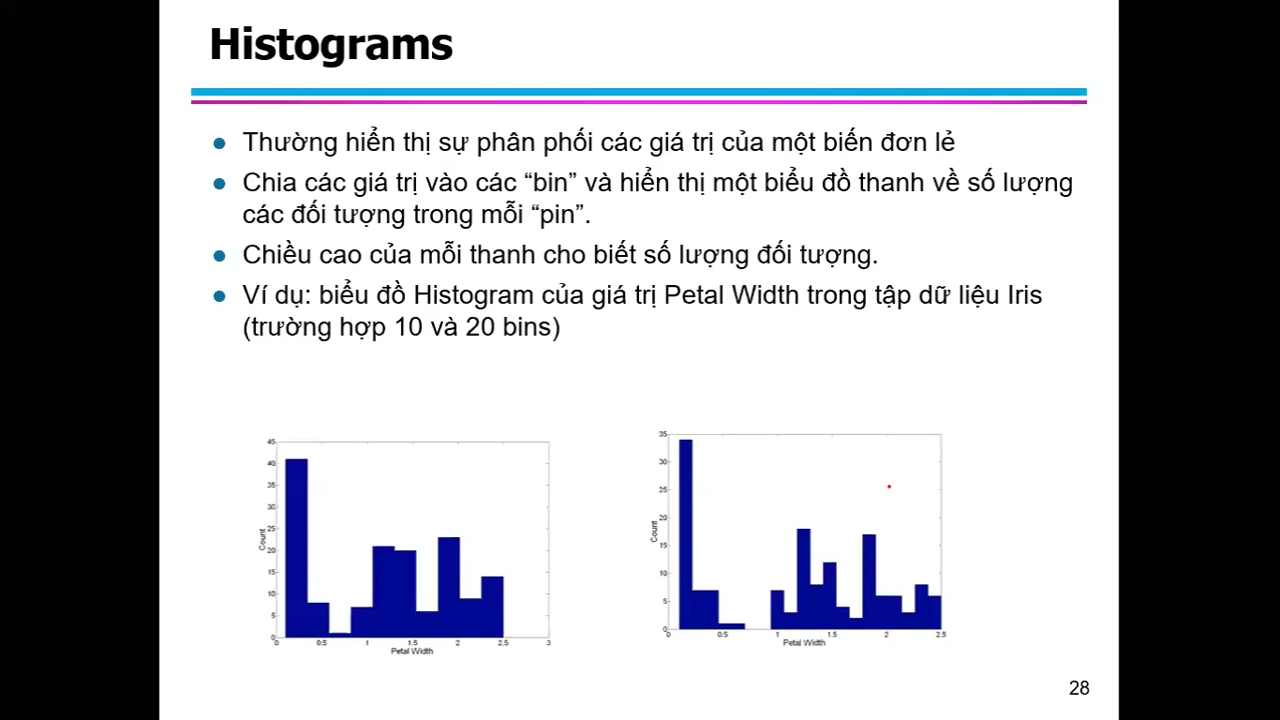 Histograms
Thường hiển thị sự phân phối các giá trị của một biến đơn lẻ
Chia các giá trị vào các “bin” và hiển thị một biểu đồ thanh về số lượng
các đối tượng trong mỗi “pin”.
Chiều cao của mỗi thanh cho biết số lượng đối tượng.
Ví dụ: biểu đồ Histogram của giá trị Petal Width trong tập dữ liệu Iris
(trường hợp 10 và 20 bins)
45
40
35
30
25
20
15
10
5
0
Count
0 0.5 1 1.5 2 2.5 3
Petal Width
35
30
25
20
15
10
5
0
Count
0 0.5 1 1.5 2 2.5
Petal Width
28